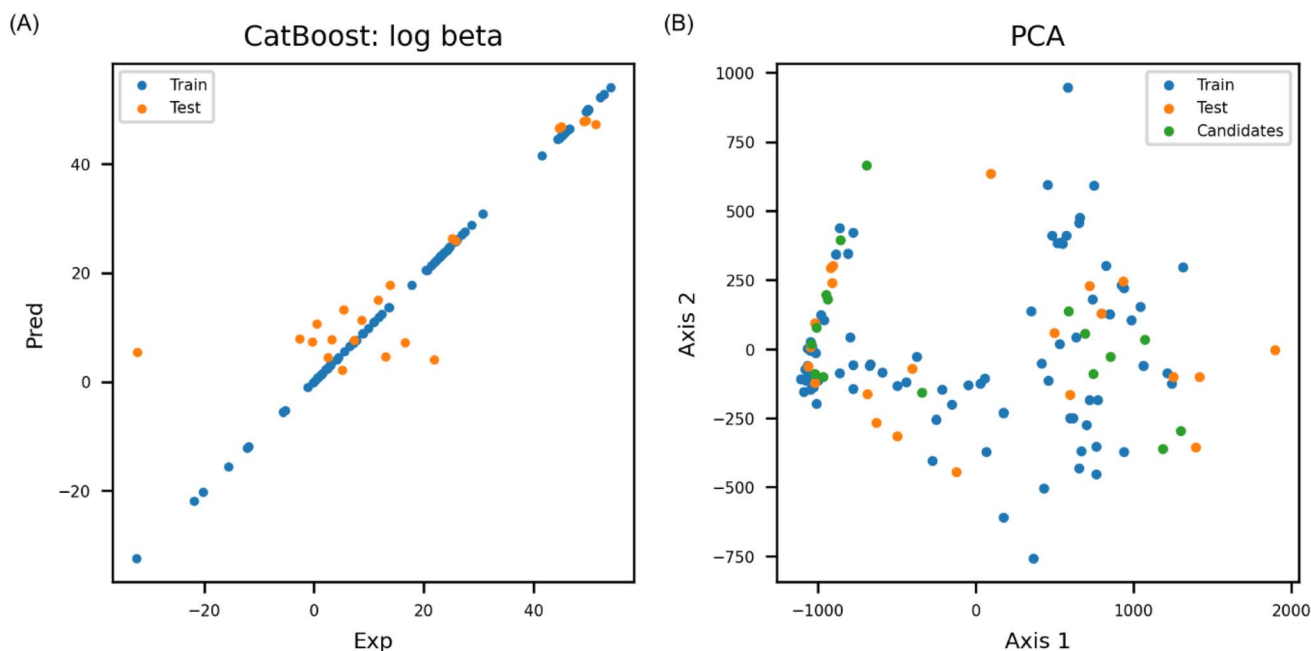 (A)
CatBoost: log beta
Train
Test
40
20
0
−20
Pred
−20
0
20
40
Exp
(B)
PCA
Train
Test
Candidates
1000
750
500
250
0
−250
−500
−750
Axis 2
−1000
0
1000
2000
Axis 1